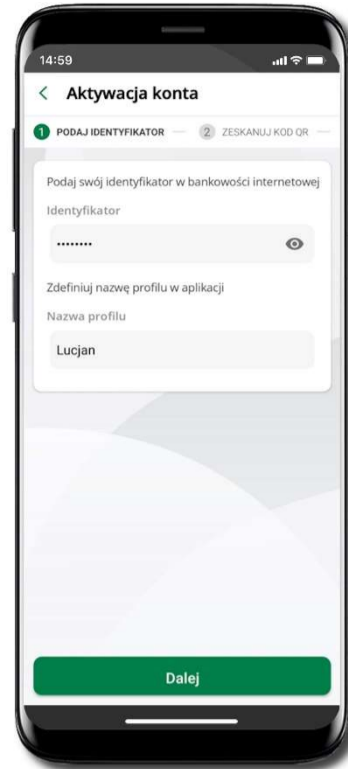 14:59
Aktywacja konta
1 PODAJ IDENTYFIKATOR 2 ZESKANUJ KOD QR
Podaj swój identyfikator w bankowości internetowej
Identyfikator
••••••••
Zdefiniuj nazwę profilu w aplikacji
Nazwa profilu
Lucjan
Dalej